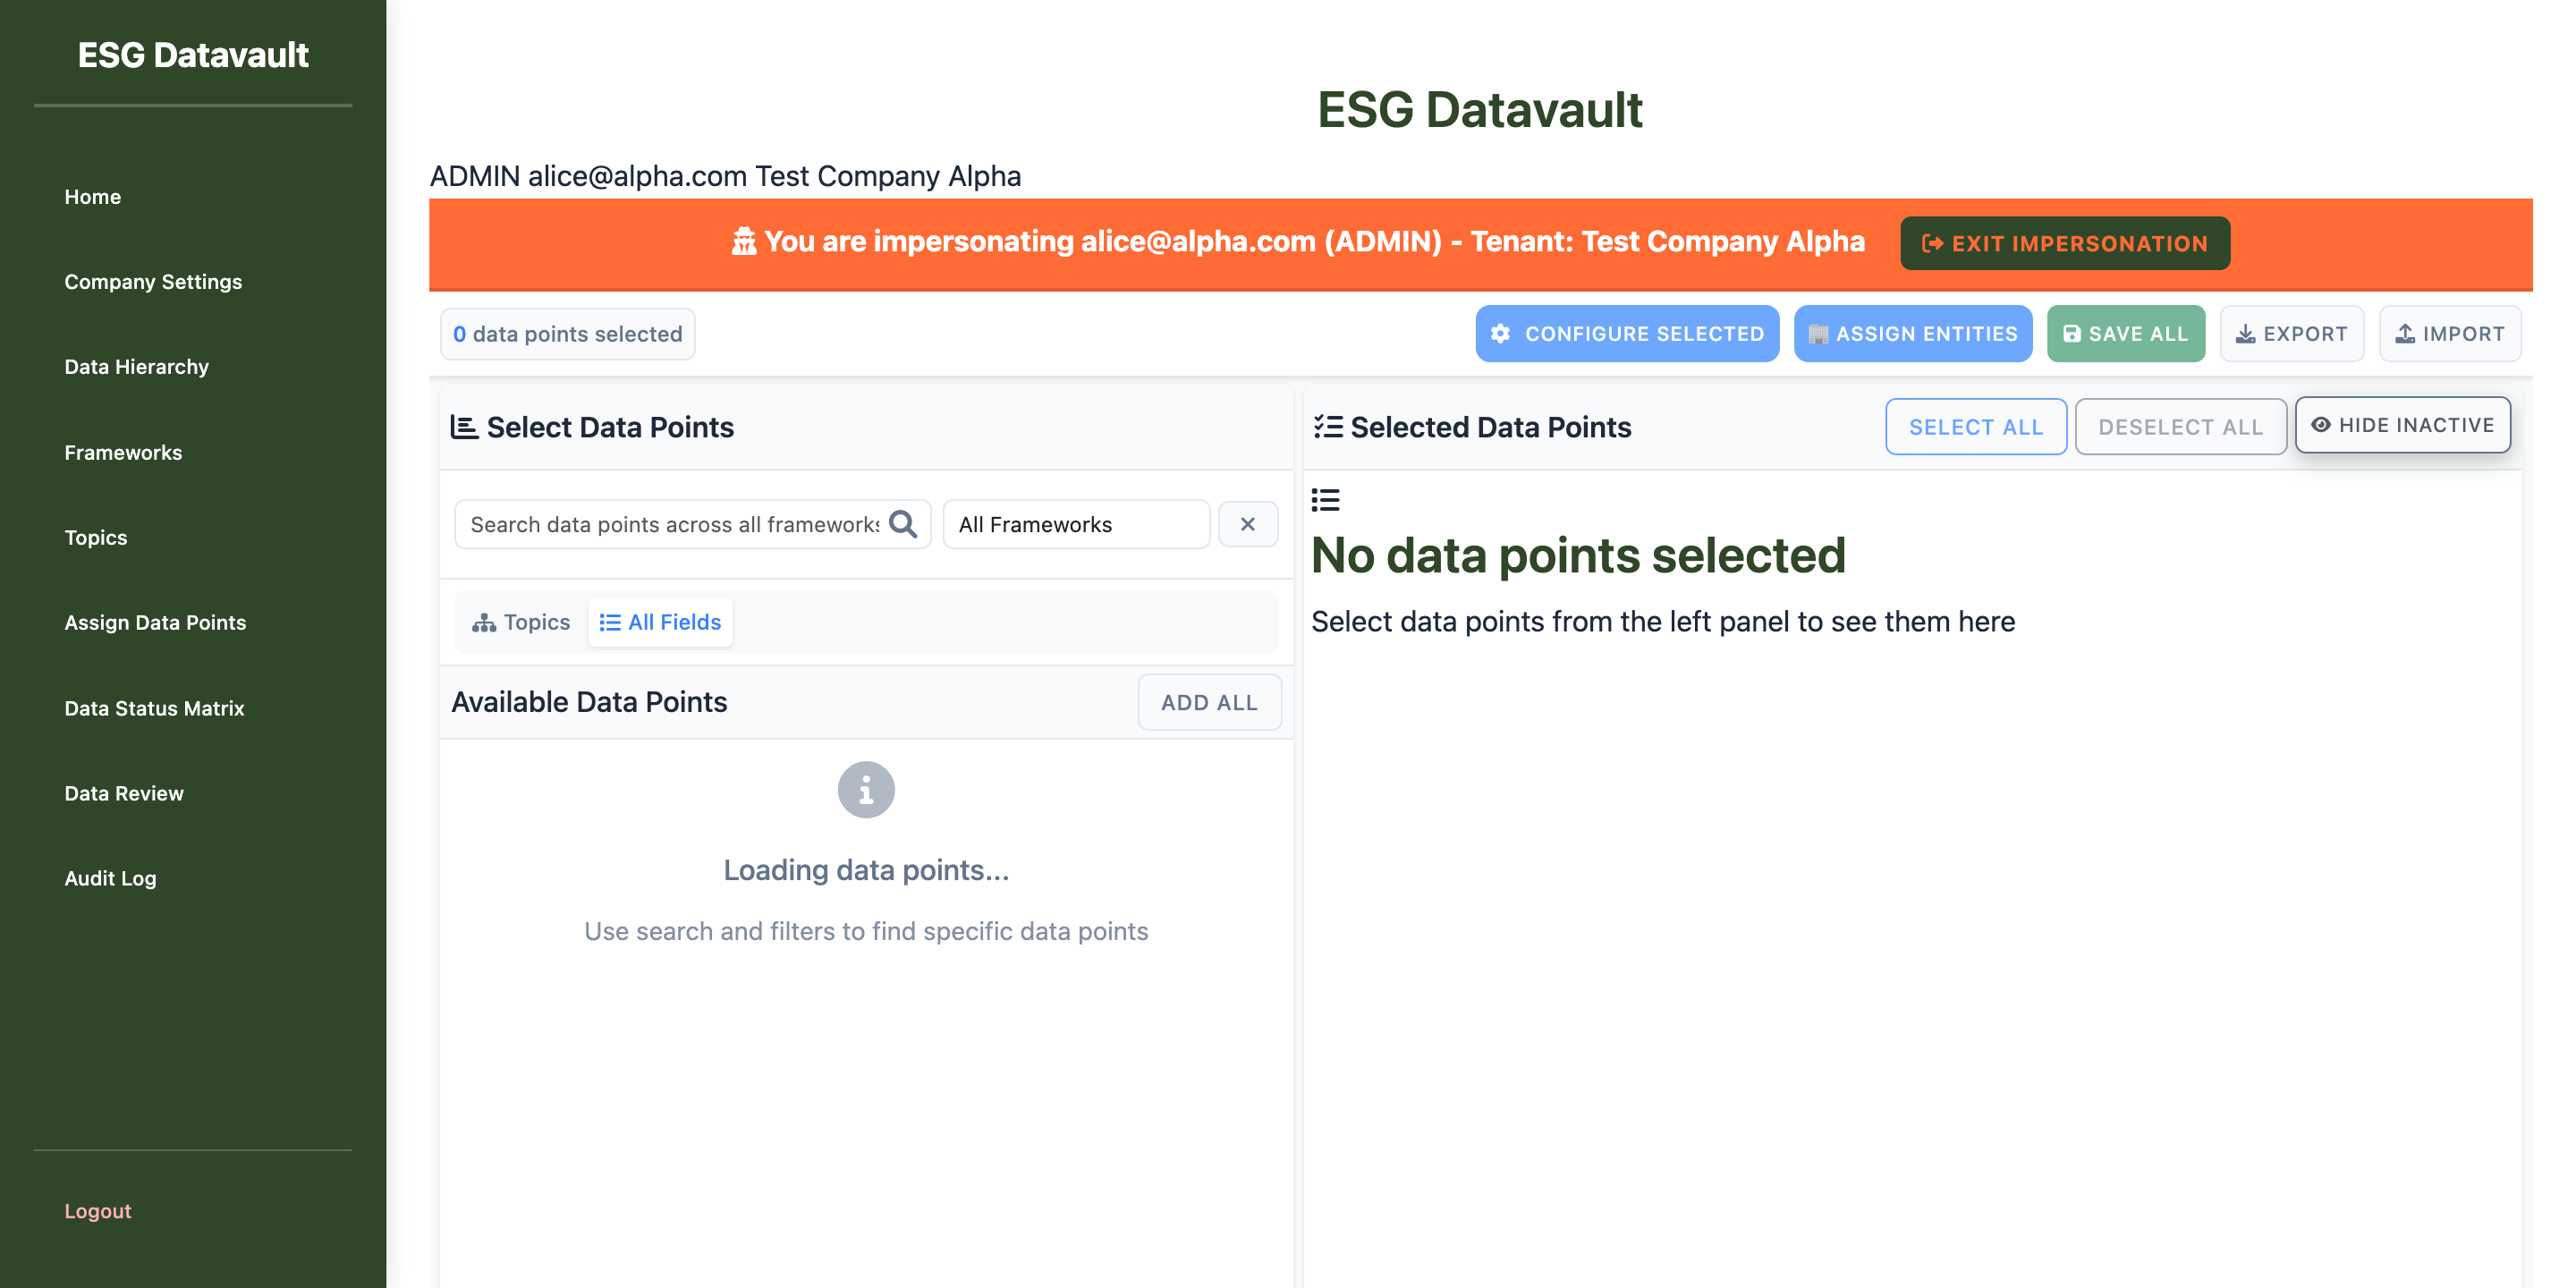 ESG Datavault
Home
Company Settings
Data Hierarchy
Frameworks
Topics
Assign Data Points
Data Status Matrix
Data Review
Audit Log
Logout
ESG Datavault
ADMIN alice@alpha.com Test Company Alpha
You are impersonating alice@alpha.com (ADMIN) - Tenant: Test Company Alpha
EXIT IMPERSONATION
0 data points selected
CONFIGURE SELECTED
ASSIGN ENTITIES
SAVE ALL
EXPORT
IMPORT
Select Data Points
Search data points across all frameworks
All Frameworks
Topics
All Fields
Available Data Points
ADD ALL
Loading data points...
Use search and filters to find specific data points
Selected Data Points
SELECT ALL
DESELECT ALL
HIDE INACTIVE
No data points selected
Select data points from the left panel to see them here